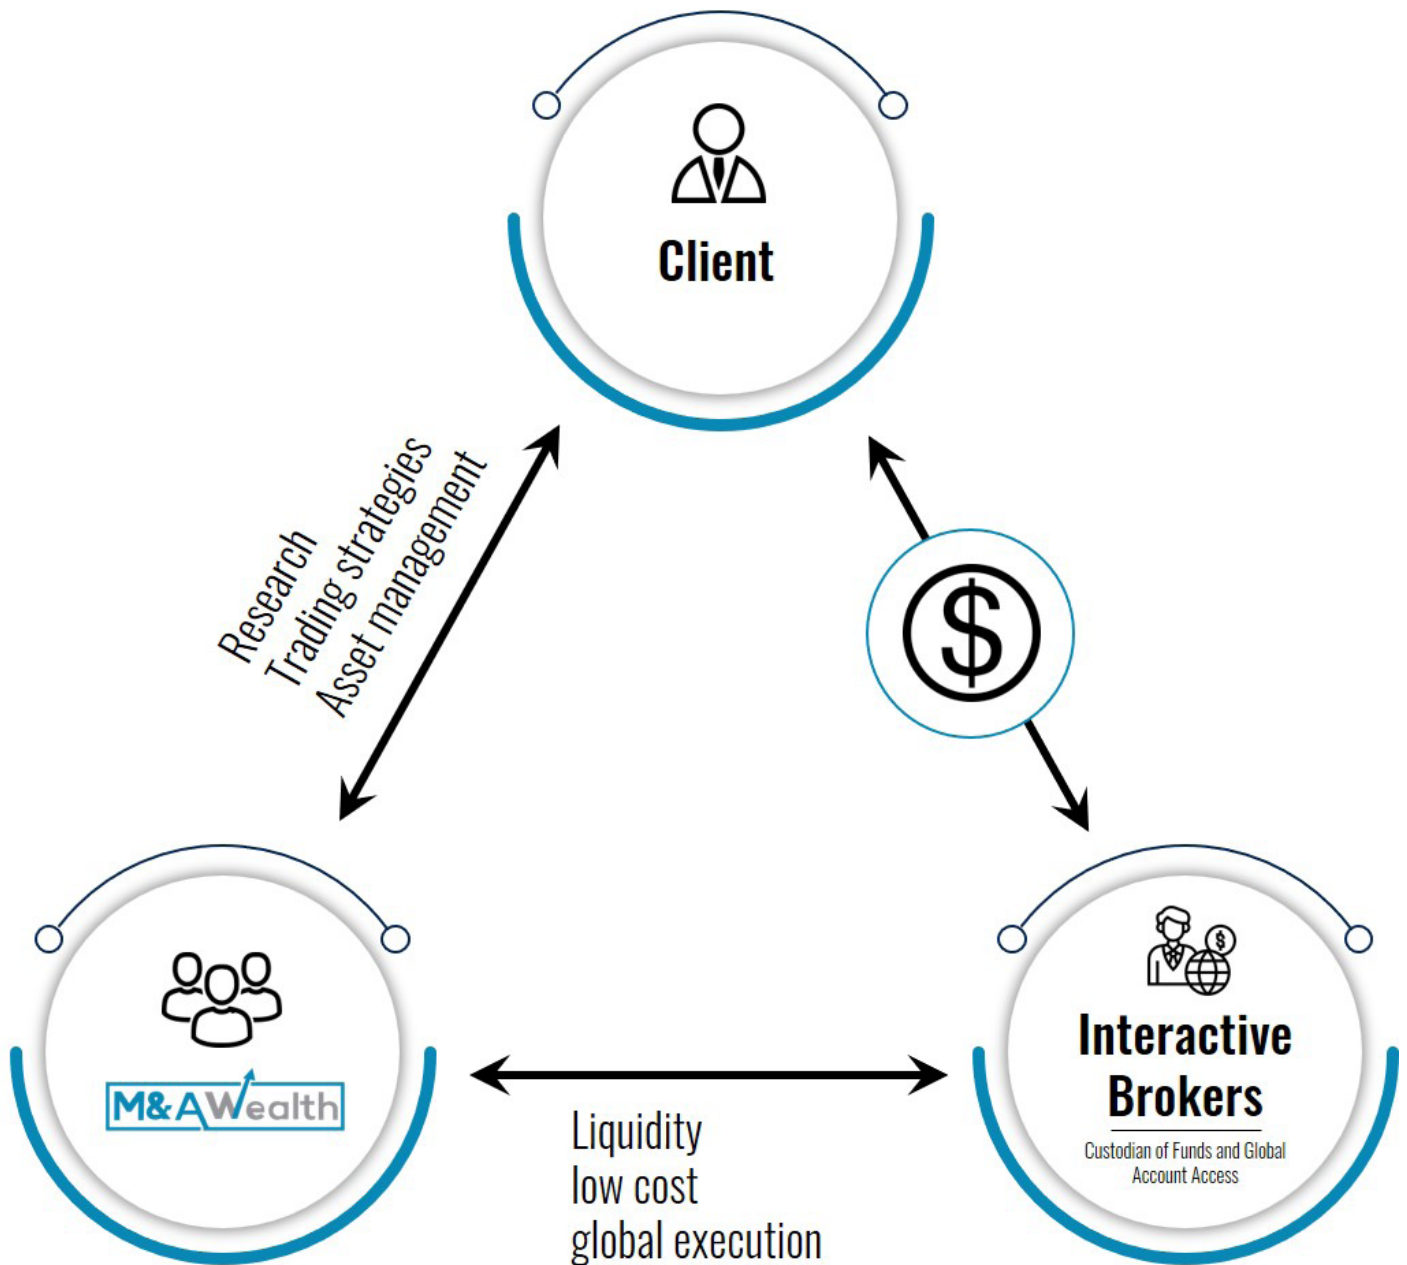 Client
Research
Trading strategies
Asset management
$
$
M&A Wealth
Interactive
Brokers
Custodian of Funds and Global
Account Access
Liquidity
low cost
global execution